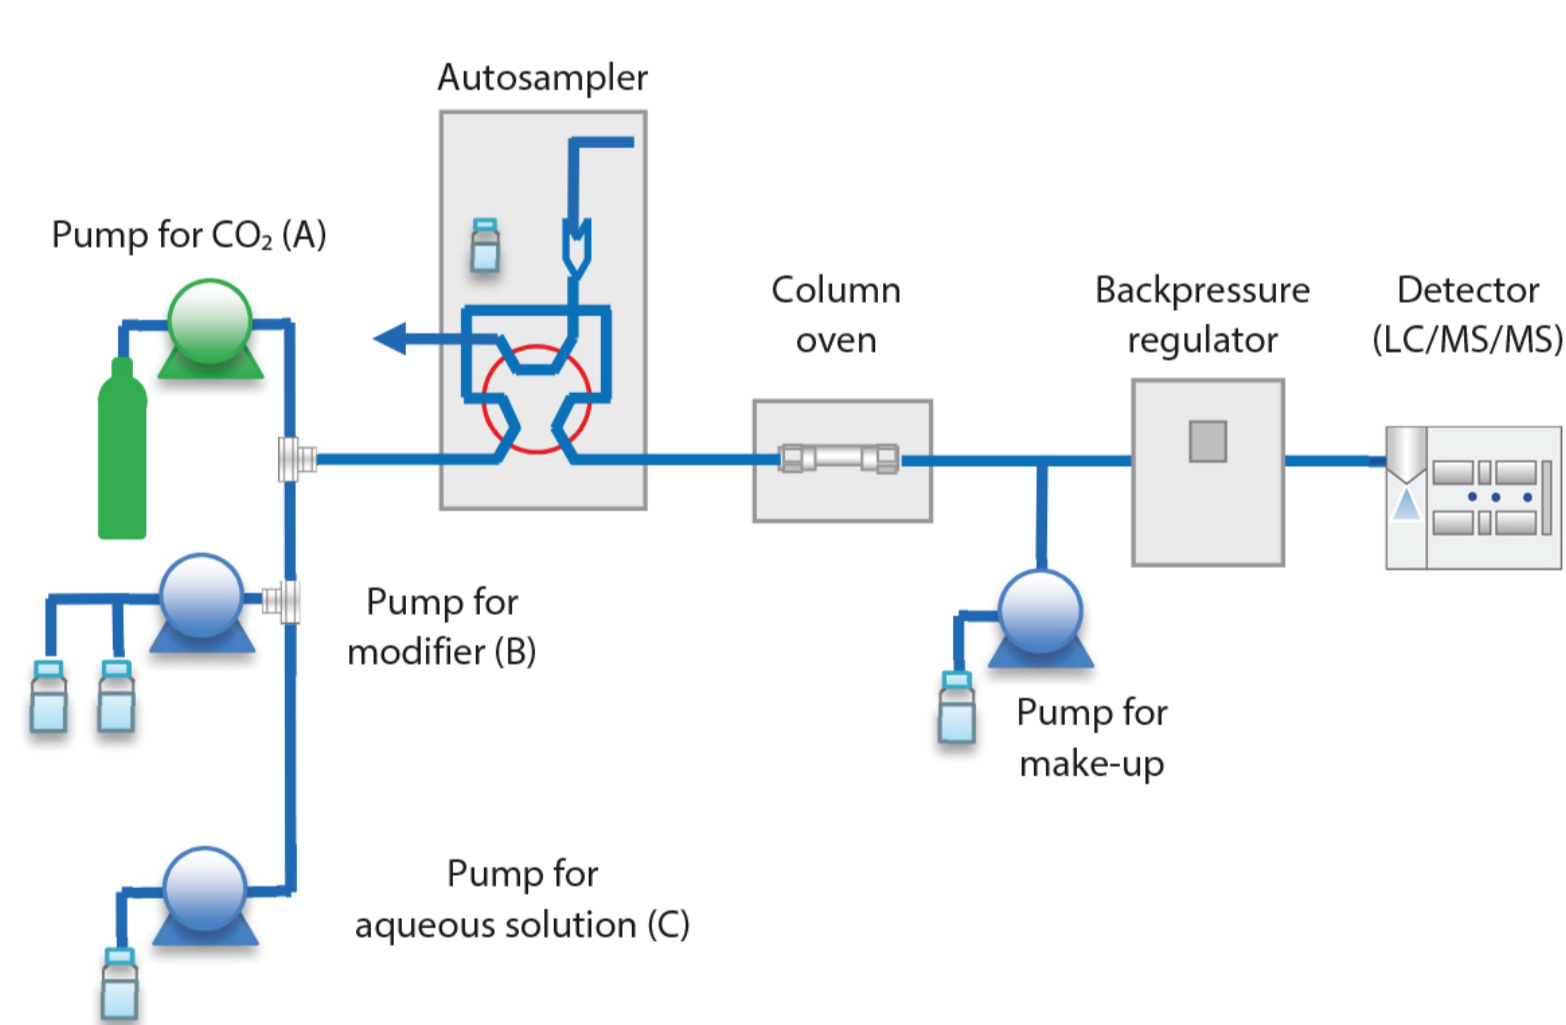 Autosampler
Pump for CO₂ (A)
Column
oven
Backpressure
regulator
Detector
(LC/MS/MS)
Pump for
modifier (B)
Pump for
make-up
Pump for
aqueous solution (C)